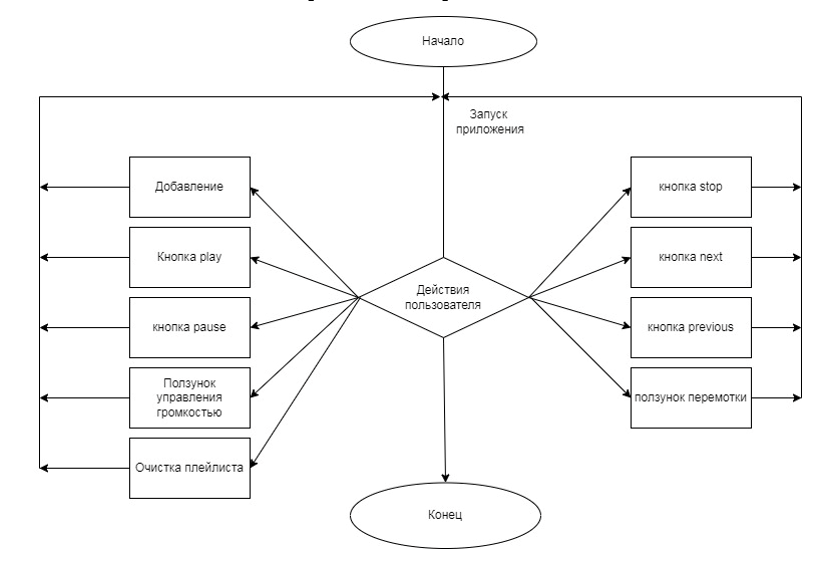 Начало
Запуск
приложения
Добавление
кнопка stop
Кнопка play
кнопка next
Действия
пользователя
кнопка pause
кнопка previous
Ползунок
управления
громкостью
ползунок перемотки
Очистка плейлиста
Конец